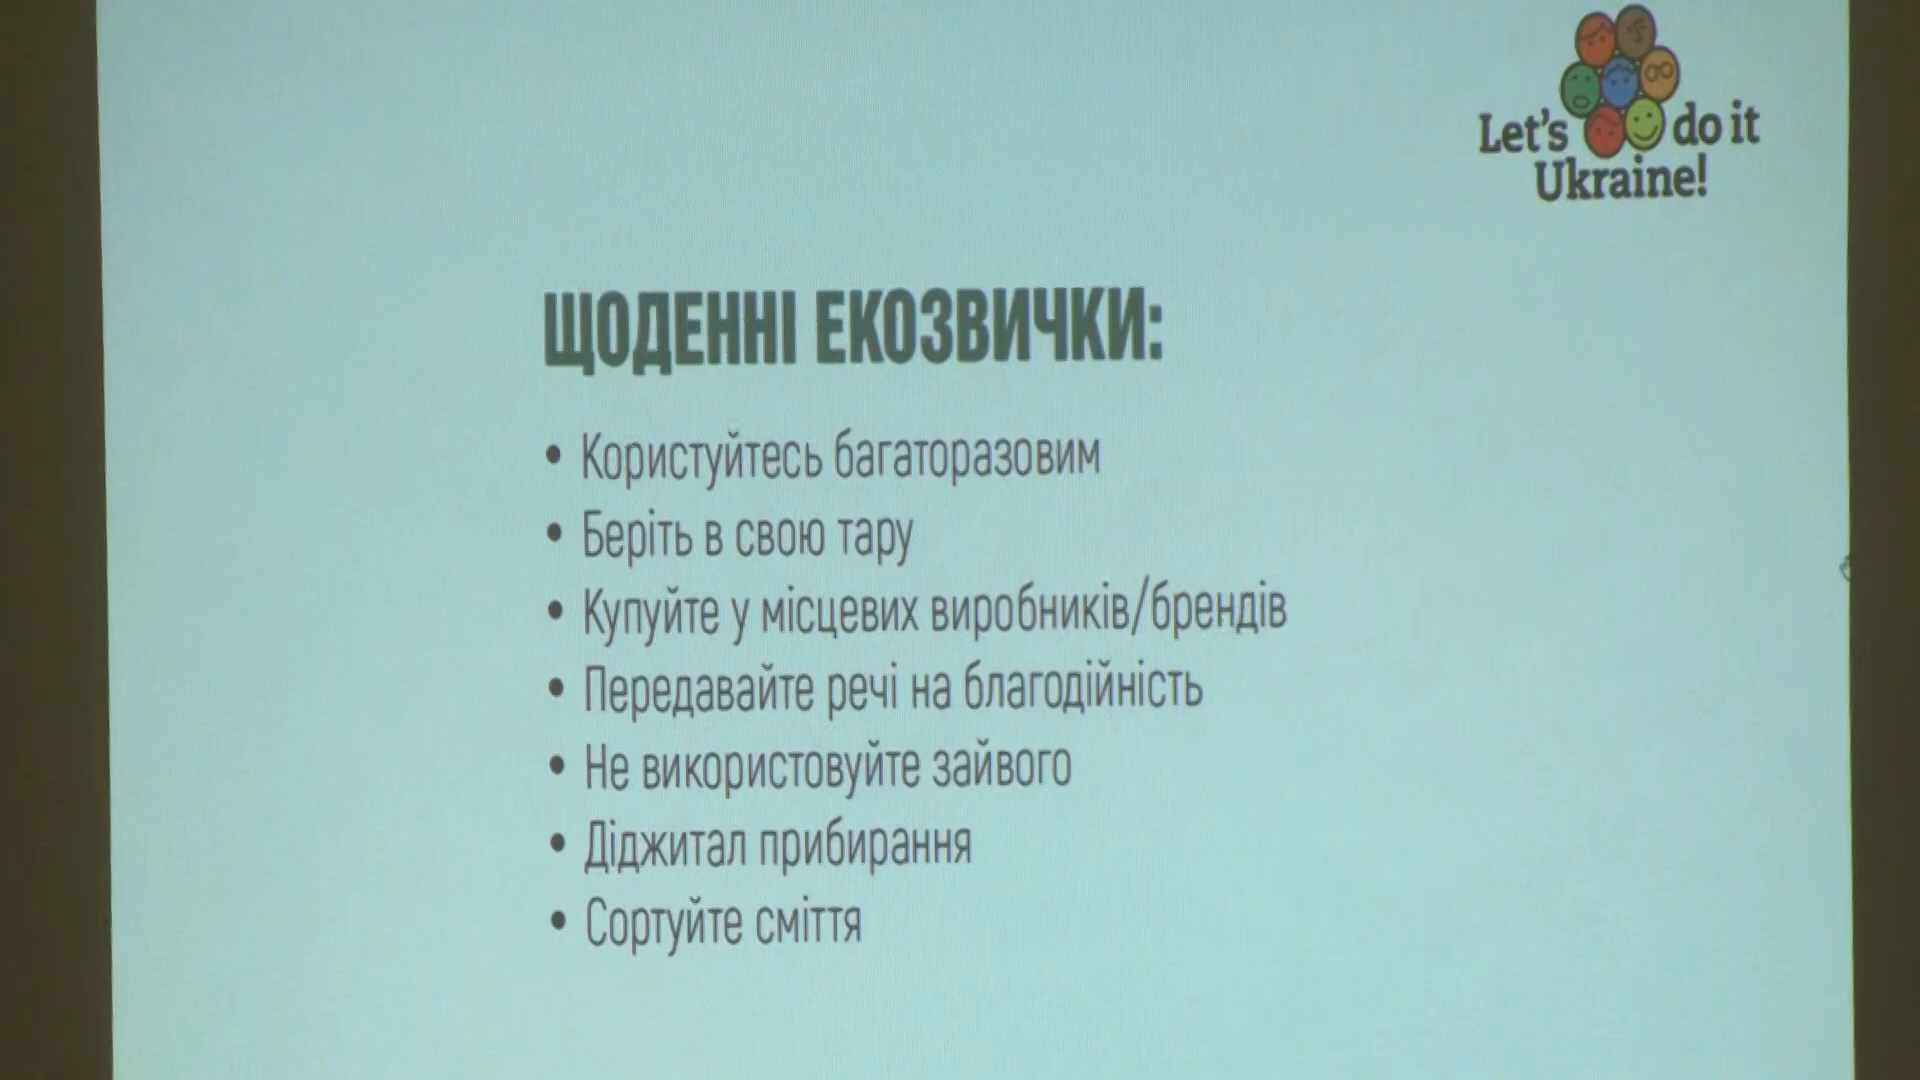 Let's do it
Ukraine!
ЩОДЕННІ ЕКОЗВИЧКИ:
• Користуйтесь багаторазовим
• Беріть в свою тару
• Купуйте у місцевих виробників/брендів
• Передавайте речі на благодійність
• Не використовуйте зайвого
• Діджитал прибирання
• Сортуйте сміття